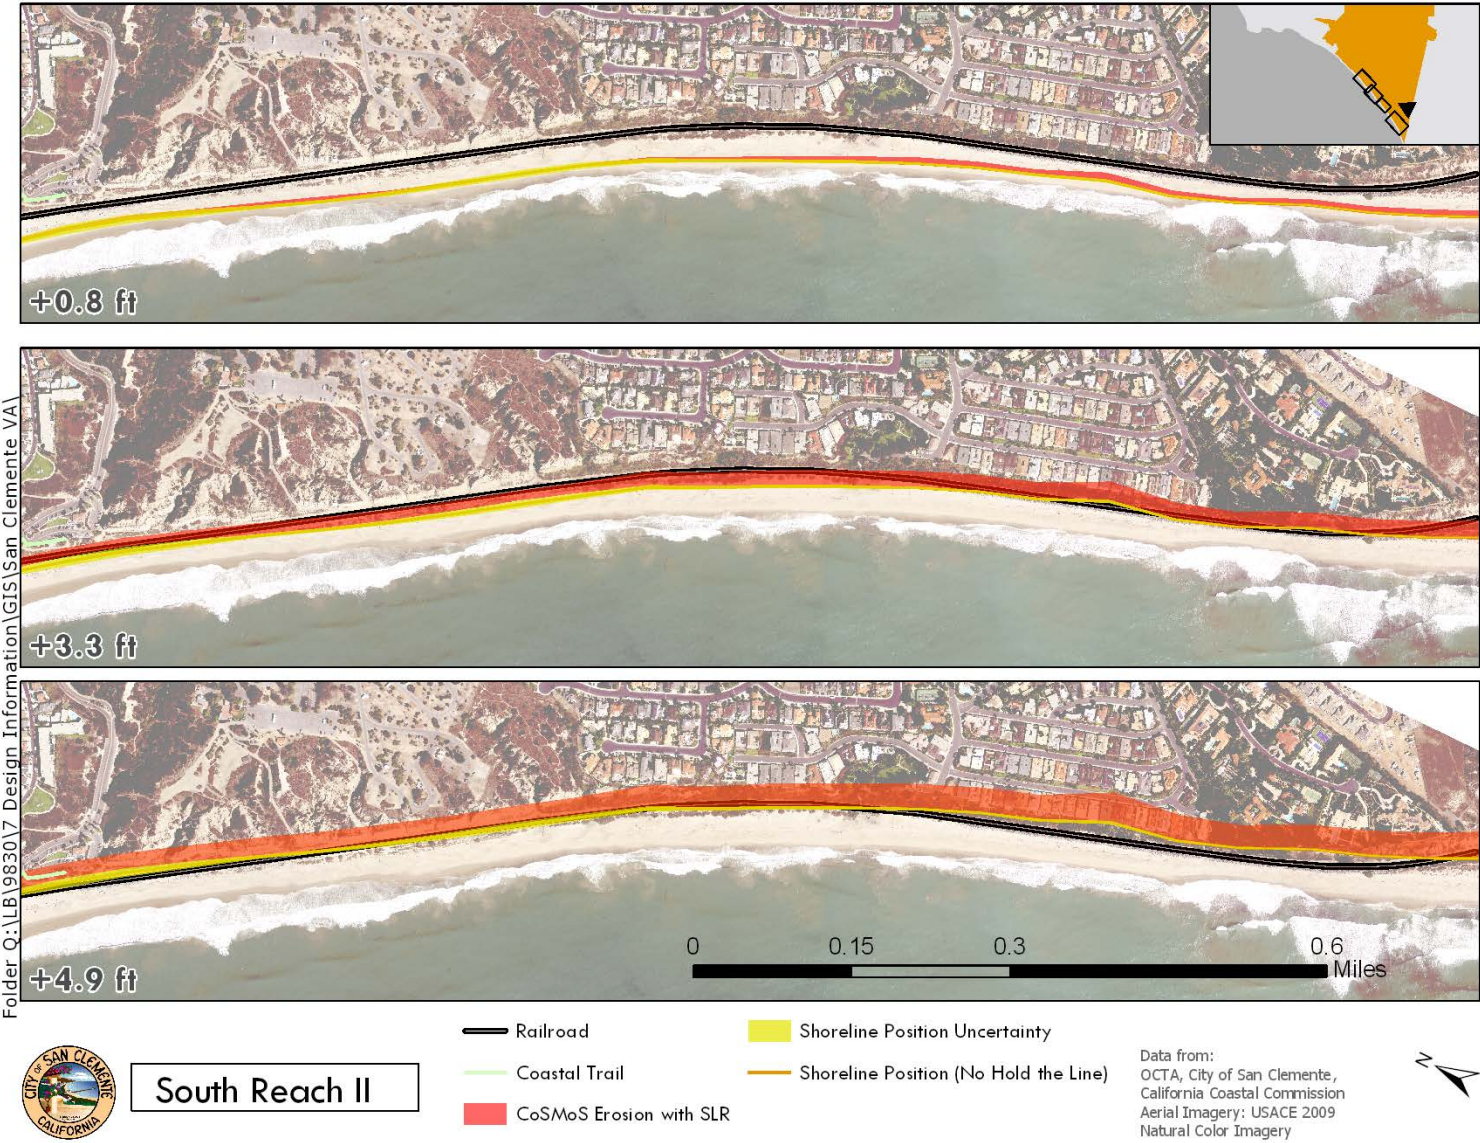 +0.8 ft
+3.3 ft
+4.9 ft
0 0.15 0.3 0.6
Miles
Folder Q:\LB\9830\7 Design Information\GIS\San Clemente VA\
CITY OF SAN CLEMENTE
CALIFORNIA
South Reach II
Railroad
Coastal Trail
CoSMoS Erosion with SLR
Shoreline Position Uncertainty
Shoreline Position (No Hold the Line)
Data from:
OCTA, City of San Clemente,
California Coastal Commission
Aerial Imagery: USACE 2009
Natural Color Imagery
N